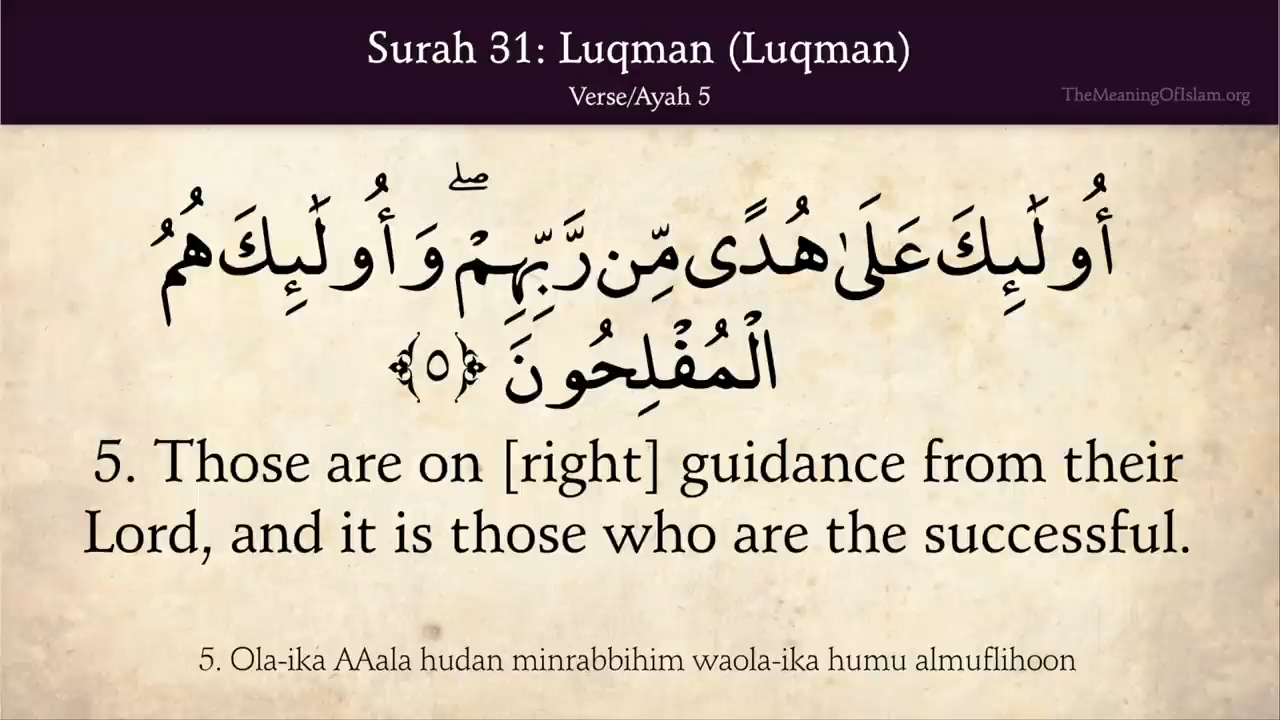 Surah 31: Luqman (Luqman)
Verse/Ayah 5
TheMeaningOfIslam.org
أُو۟لَٰٓئِكَ عَلَىٰ هُدًى مِّن رَّبِّهِمْ ۖ وَأُو۟لَٰٓئِكَ هُمُ
الْمُفْلِحُونَ ﴿٥﴾
5. Those are on [right] guidance from their
Lord, and it is those who are the successful.
5. Ola-ika AAala hudan minrabbihim waola-ika humu almuflihoon